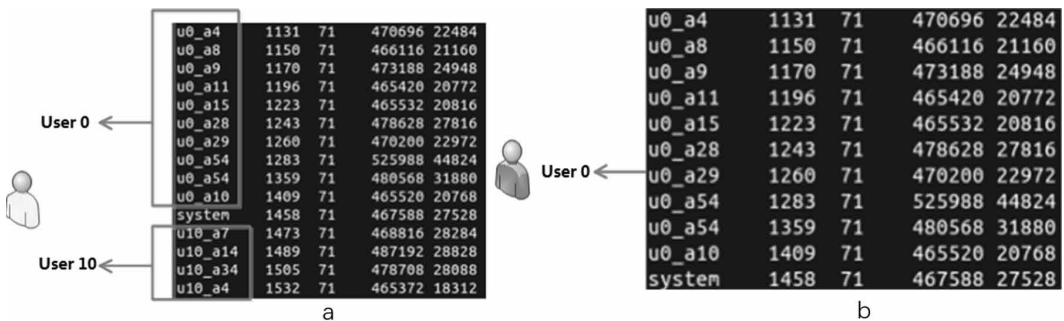 u0_a4 1131 71 470696 22484
u0_a8 1150 71 466116 21160
u0_a9 1170 71 473188 24948
u0_a11 1196 71 465420 20772
u0_a15 1223 71 465532 20816
u0_a28 1243 71 478628 27816
u0_a29 1260 71 470200 22972
u0_a54 1283 71 525988 44824
u0_a54 1359 71 480568 31880
u0_a10 1409 71 465520 20768
system 1458 71 467588 27528
u10_a7 1473 71 468816 28284
u10_a14 1489 71 487192 28828
u10_a34 1505 71 478708 28088
u10_a4 1532 71 465372 18312
User 0
User 10
a
u0_a4 1131 71 470696 22484
u0_a8 1150 71 466116 21160
u0_a9 1170 71 473188 24948
u0_a11 1196 71 465420 20772
u0_a15 1223 71 465532 20816
u0_a28 1243 71 478628 27816
u0_a29 1260 71 470200 22972
u0_a54 1283 71 525988 44824
u0_a54 1359 71 480568 31880
u0_a10 1409 71 465520 20768
system 1458 71 467588 27528
User 0
b